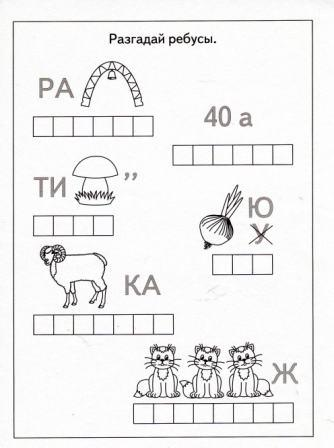 Разгадай ребусы.
РА
40 а
ТИ ,,
Ю
У
КА
Ж